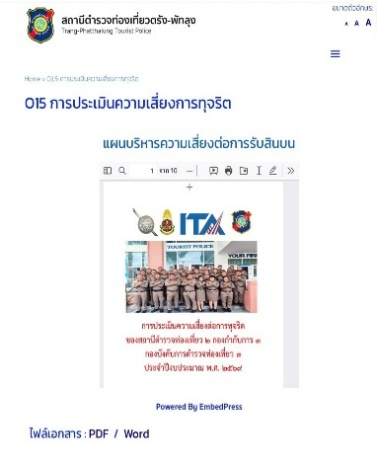 ขนาดตัวอักษร:
A A A
สถานีตำรวจท่องเที่ยวตรัง-พัทลุง
Trang-Phatthalung Tourist Police
Home » O15 การประเมินความเสี่ยงการทุจริต
O15 การประเมินความเสี่ยงการทุจริต
แผนบริหารความเสี่ยงต่อการรับสินบน
1 จาก 10
ITA
TOURIST POLICE
YOUR FIR
การประเมินความเสี่ยงต่อการทุจริต
ของสถานีตำรวจท่องเที่ยว ๒ กองกำกับการ ๓
กองบังคับการตำรวจท่องเที่ยว ๓
ประจำปีงบประมาณ พ.ศ. ๒๕๖๙
Powered By EmbedPress
ไฟล์เอกสาร : PDF / Word